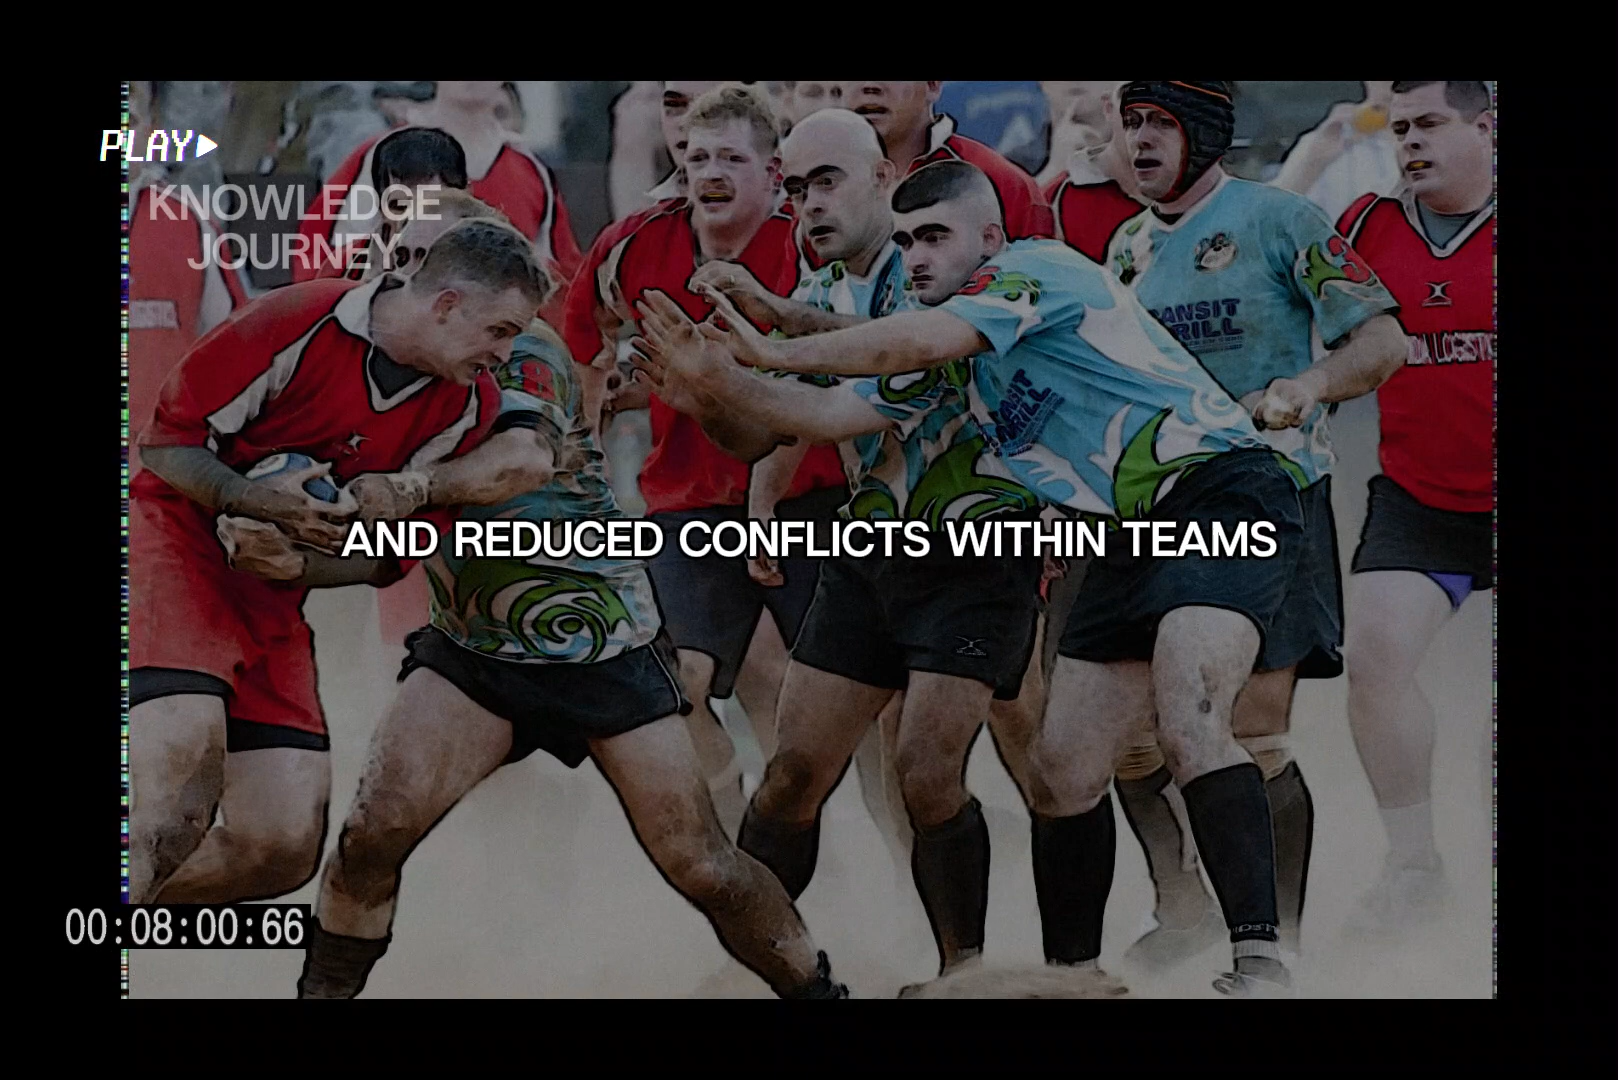 PLAY
KNOWLEDGE
JOURNEY
AND REDUCED CONFLICTS WITHIN TEAMS
00:08:00:66